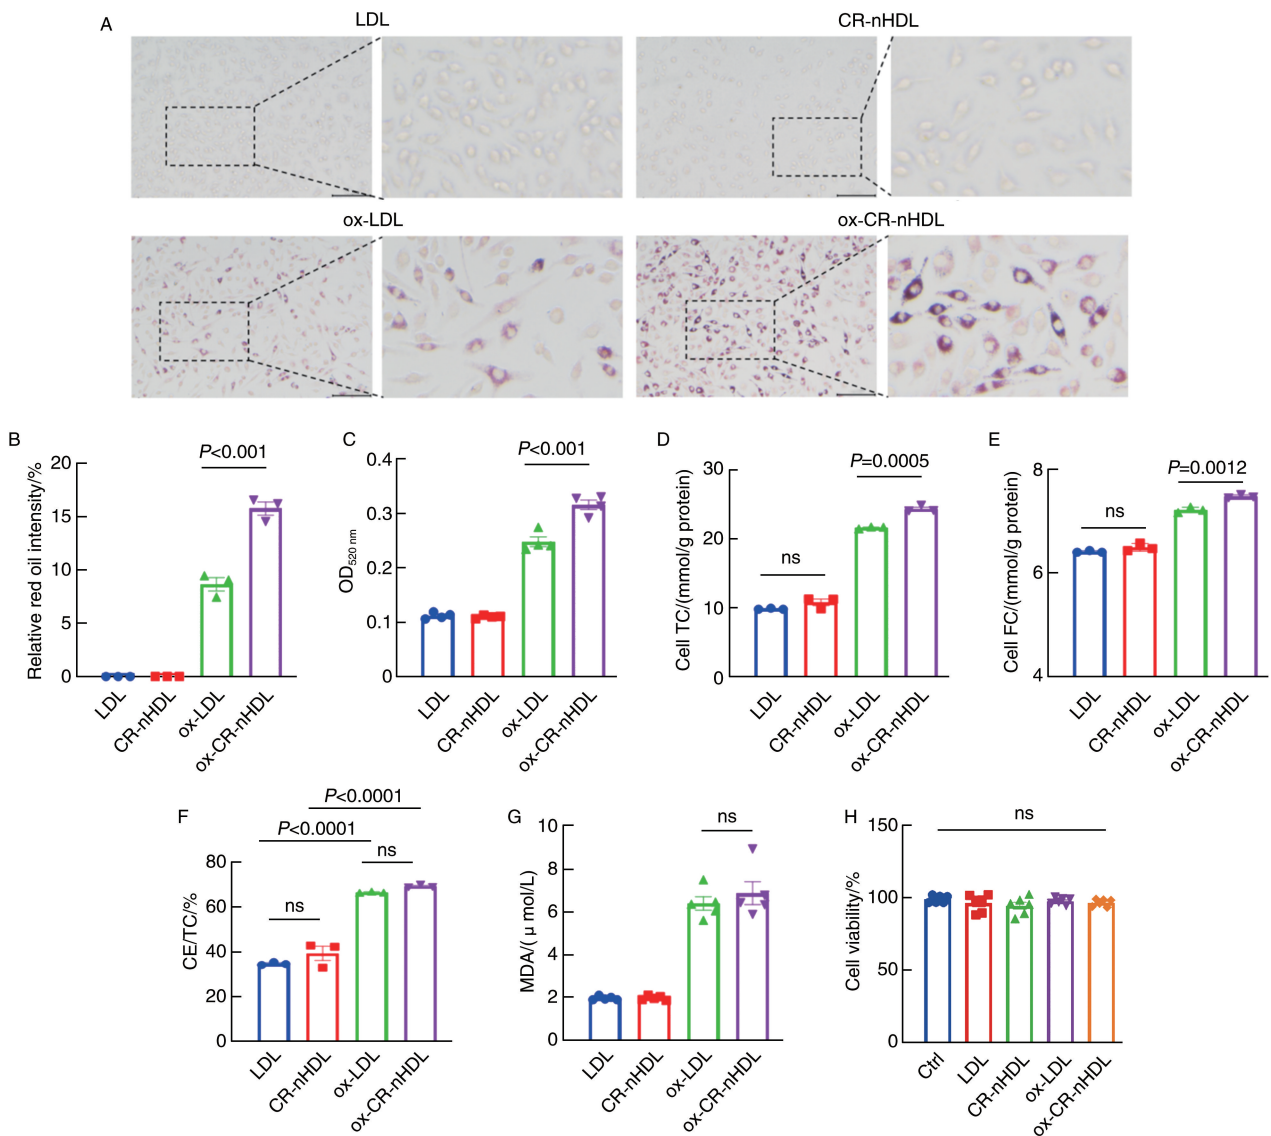 A
LDL
CR-nHDL
ox-LDL
ox-CR-nHDL
B
P<0.001
Relative red oil intensity/%
20
15
10
5
0
LDL
CR-nHDL
ox-LDL
ox-CR-nHDL
C
P<0.001
OD520 nm
0.4
0.3
0.2
0.1
0
LDL
CR-nHDL
ox-LDL
ox-CR-nHDL
D
P=0.0005
ns
Cell TC/(mmol/g protein)
30
20
10
0
LDL
CR-nHDL
ox-LDL
ox-CR-nHDL
E
P=0.0012
ns
Cell FC/(mmol/g protein)
8
6
4
LDL
CR-nHDL
ox-LDL
ox-CR-nHDL
F
P<0.0001
P<0.0001
ns
ns
CE/TC/%
80
60
40
20
0
LDL
CR-nHDL
ox-LDL
ox-CR-nHDL
G
ns
MDA/( μ mol/L)
10
8
6
4
2
0
LDL
CR-nHDL
ox-LDL
ox-CR-nHDL
H
ns
Cell viability/%
150
100
50
0
Ctrl
LDL
CR-nHDL
ox-LDL
ox-CR-nHDL